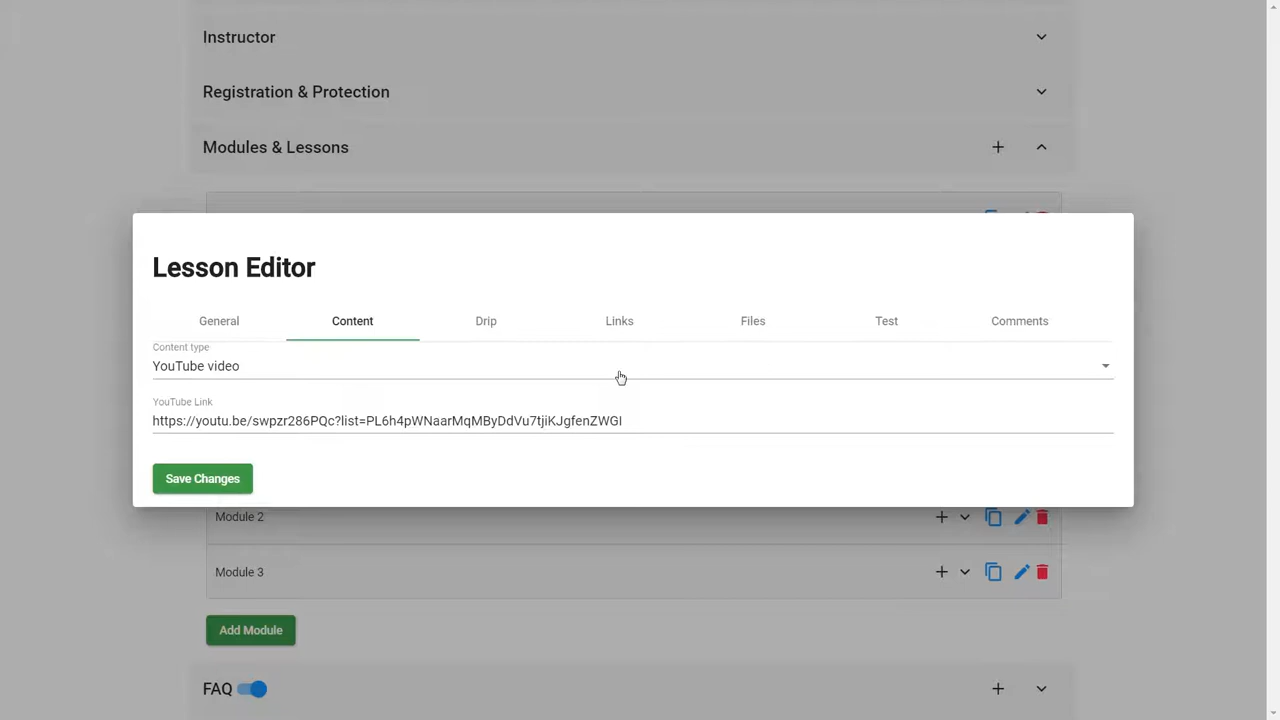 Instructor
Registration & Protection
Modules & Lessons
Lesson Editor
General Content Drip Links Files Test Comments
Content type
YouTube video
YouTube Link
https://youtu.be/swpzr286PQc?list=PL6h4pWNaarMqMByDdVu7tjiKJgfenZWGI
Save Changes
Module 2
Module 3
Add Module
FAQ